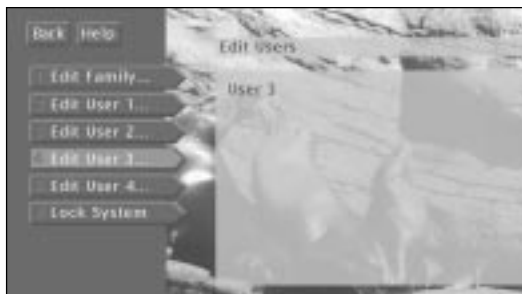 Back Help
Edit Users
Edit Family...
User 3
Edit User 1...
Edit User 2...
Edit User 3...
Edit User 4...
Lock System